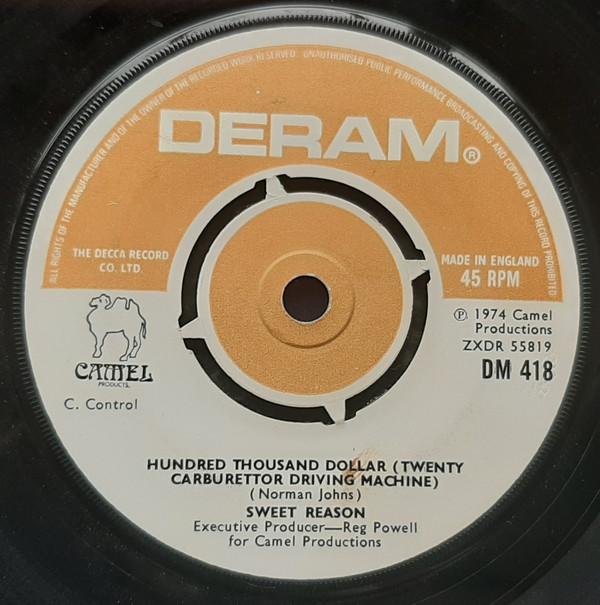 ALL RIGHTS OF THE MANUFACTURER AND OF THE OWNER OF THE RECORDED WORK RESERVED. UNAUTHORISED PUBLIC PERFORMANCE BROADCASTING AND COPYING OF THIS RECORD PROHIBITED
DERAM®
THE DECCA RECORD
CO. LTD.
MADE IN ENGLAND
45 RPM
℗ 1974 Camel
Productions
ZXDR 55819
DM 418
CAMEL
PRODUCTS.
C. Control
HUNDRED THOUSAND DOLLAR (TWENTY
CARBURETTOR DRIVING MACHINE)
(Norman Johns)
SWEET REASON
Executive Producer—Reg Powell
for Camel Productions